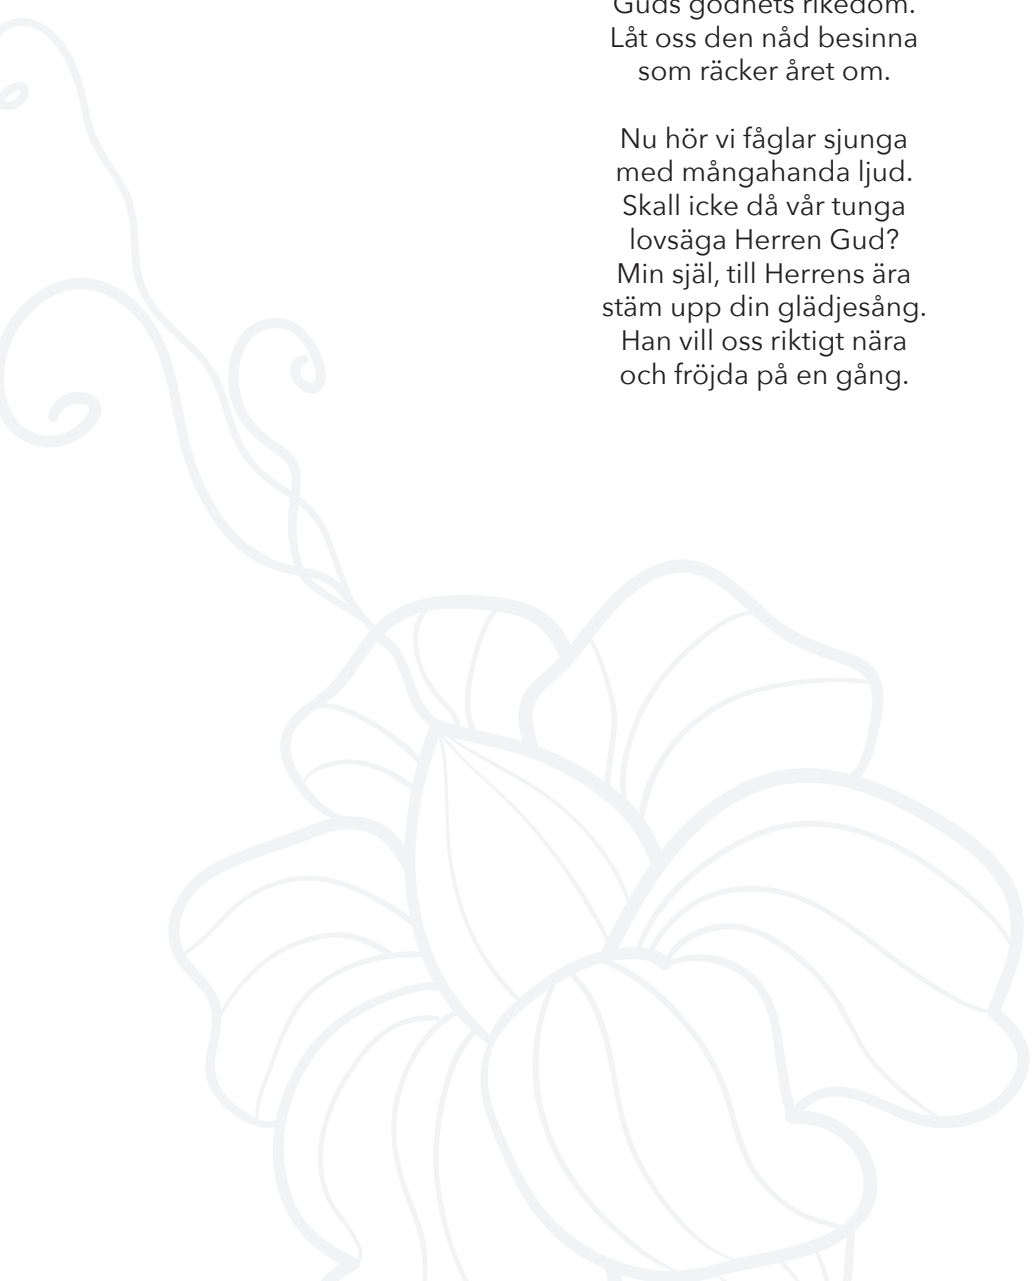 Guds godhets rikedom.
Låt oss den nåd besinna
som räcker året om.
Nu hör vi fåglar sjunga
med mångahanda ljud.
Skall icke då vår tunga
lovsäga Herren Gud?
Min själ, till Herrens ära
stäm upp din glädjesång.
Han vill oss riktigt nära
och fröjda på en gång.